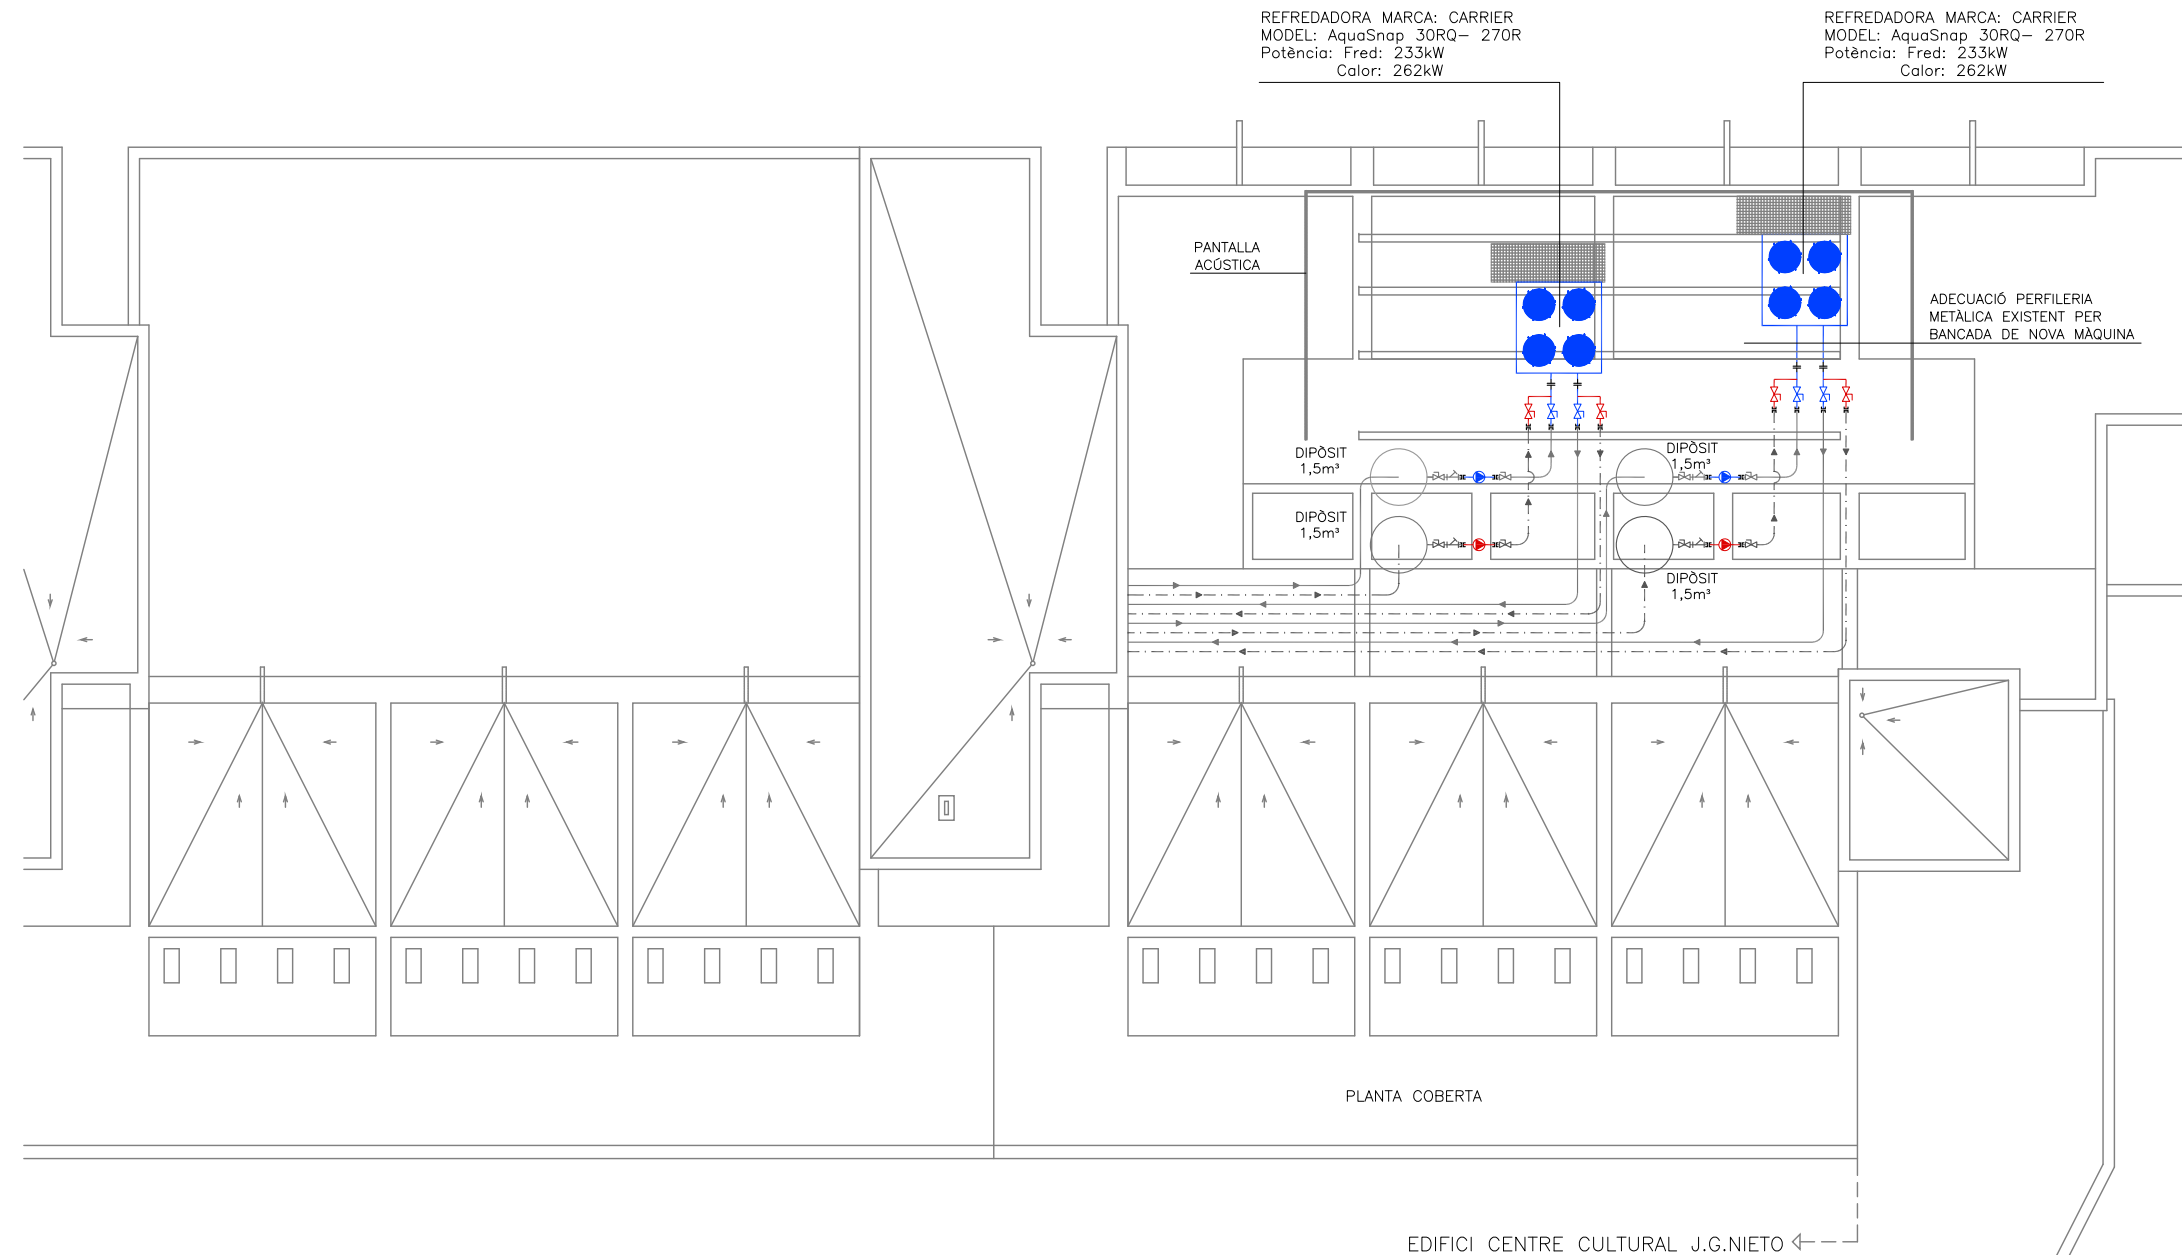 REFREDADORA MARCA: CARRIER
MODEL: AquaSnap 30RQ- 270R
Potència: Fred: 233kW
Calor: 262kW
REFREDADORA MARCA: CARRIER
MODEL: AquaSnap 30RQ- 270R
Potència: Fred: 233kW
Calor: 262kW
PANTALLA
ACÚSTICA
ADECUACIÓ PERFILERIA
METÀLICA EXISTENT PER
BANCADA DE NOVA MÀQUINA
DIPÒSIT
1,5m³
DIPÒSIT
1,5m³
DIPÒSIT
1,5m³
DIPÒSIT
1,5m³
PLANTA COBERTA
EDIFICI CENTRE CULTURAL J.G.NIETO